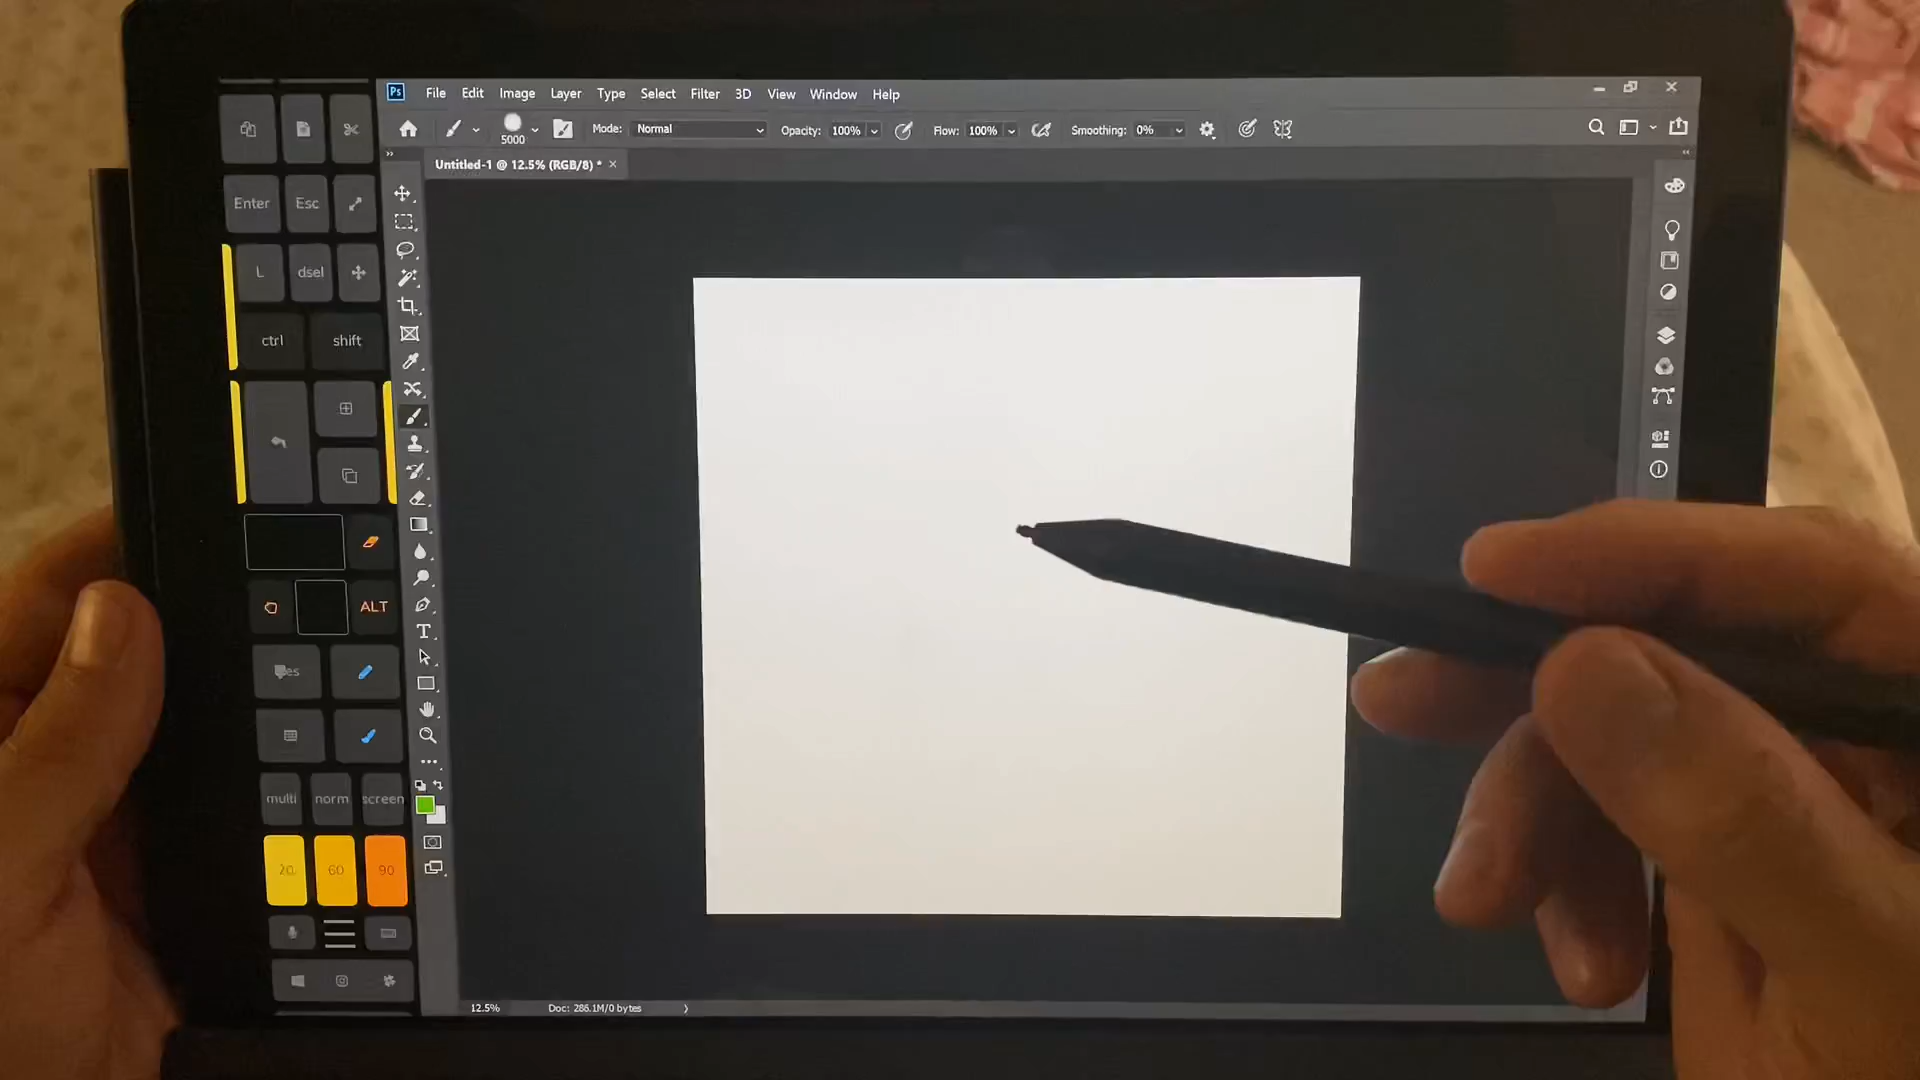 Ps File Edit Image Layer Type Select Filter 3D View Window Help
5000 Mode: Normal Opacity: 100% Flow: 100% Smoothing: 0%
Untitled-1 @ 12.5% (RGB/8) * ×
Enter Esc
L dsel
ctrl shift
ALT
T
multi norm screen
20 60 90
12.5% Doc: 286.1M/0 bytes